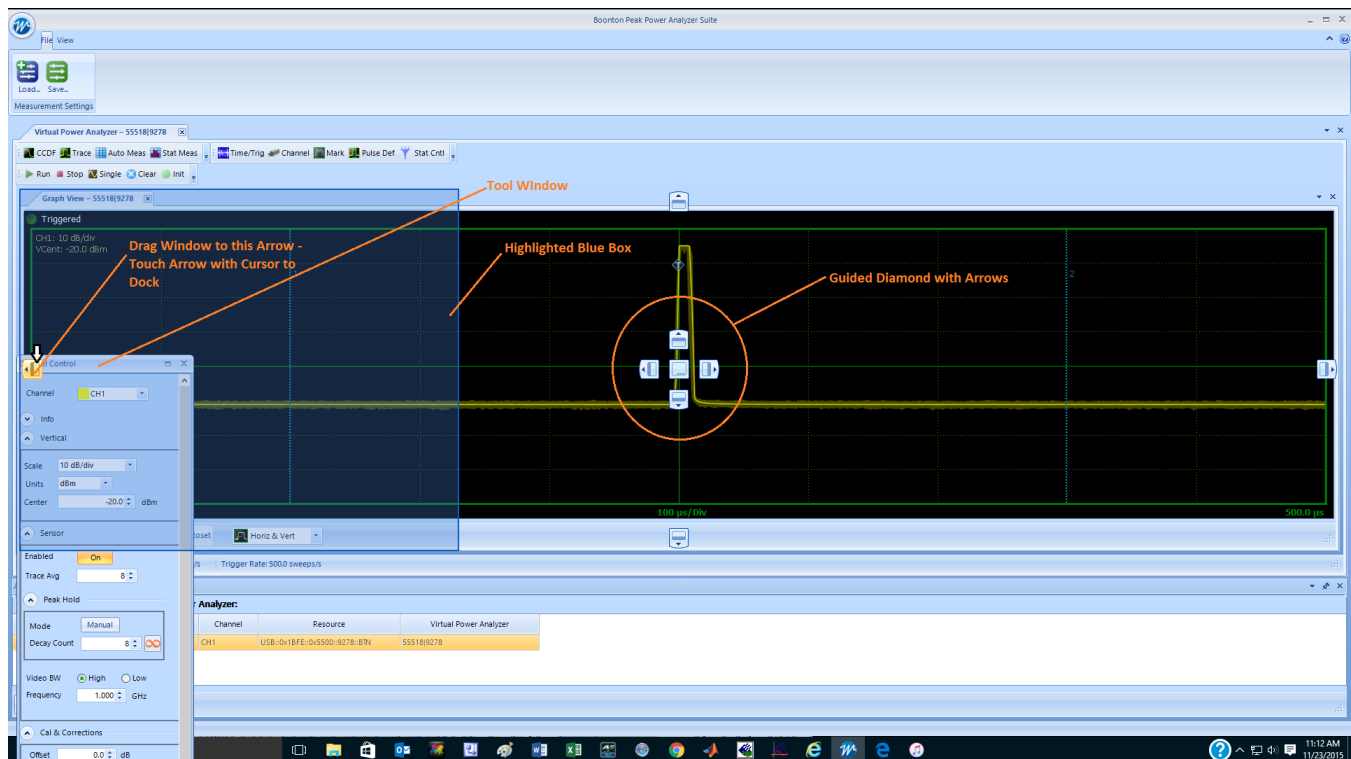 Boonton Peak Power Analyzer Suite
File View
Load... Save...
Measurement Settings
Virtual Power Analyzer – 55518|9278
CCDF Trace Auto Meas Stat Meas Time/Trig Channel Mark Pulse Def Stat Cntl
Run Stop Single Clear Init
Tool WIndow
Graph View – 55518|9278
Triggered
CH1: 10 dB/div
VCent: -20.0 dBm
Drag Window to this Arrow -
Touch Arrow with Cursor to
Dock
Highlighted Blue Box
Guided Diamond with Arrows
1
2
Control
Channel CH1
Info
Vertical
Scale 10 dB/div
Units dBm
Center -20.0 dBm
100 µs/Div
500.0 µs
Sensor
Horiz & Vert
Enabled On
/s Trigger Rate: 500.0 sweeps/s
Trace Avg 8
Peak Hold
Analyzer:
Mode Manual
Channel Resource Virtual Power Analyzer
Decay Count 8
CH1 USB::0x1BFE::0x5500::9278::BTN 55518|9278
Video BW High Low
Frequency 1.000 GHz
Cal & Corrections
Offset 0.0 dB
11:12 AM
11/23/2015